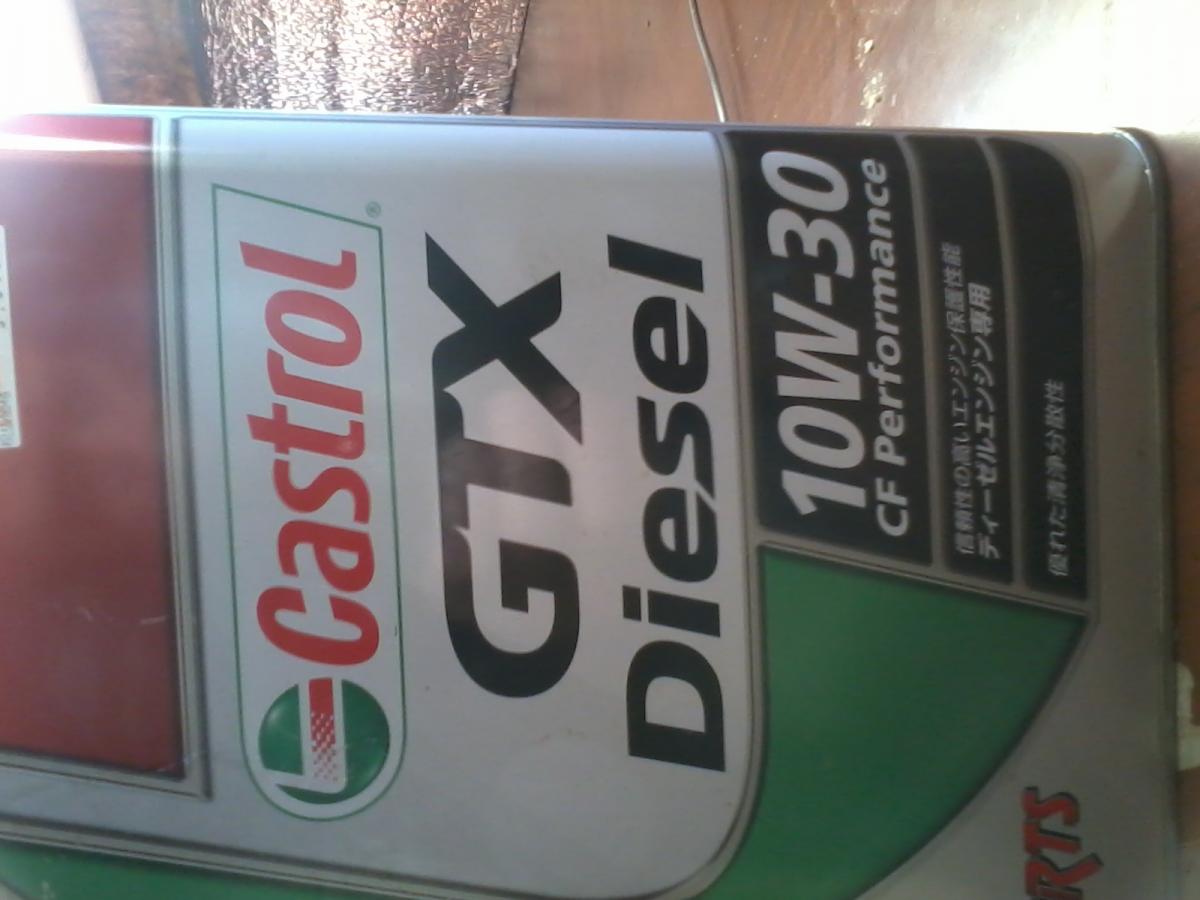 Castrol®
GTX
Diesel
10W-30
CF Performance
信頼性の高いエンジン保護性能
ディーゼルエンジン専用
優れた清浄分散性
RTS